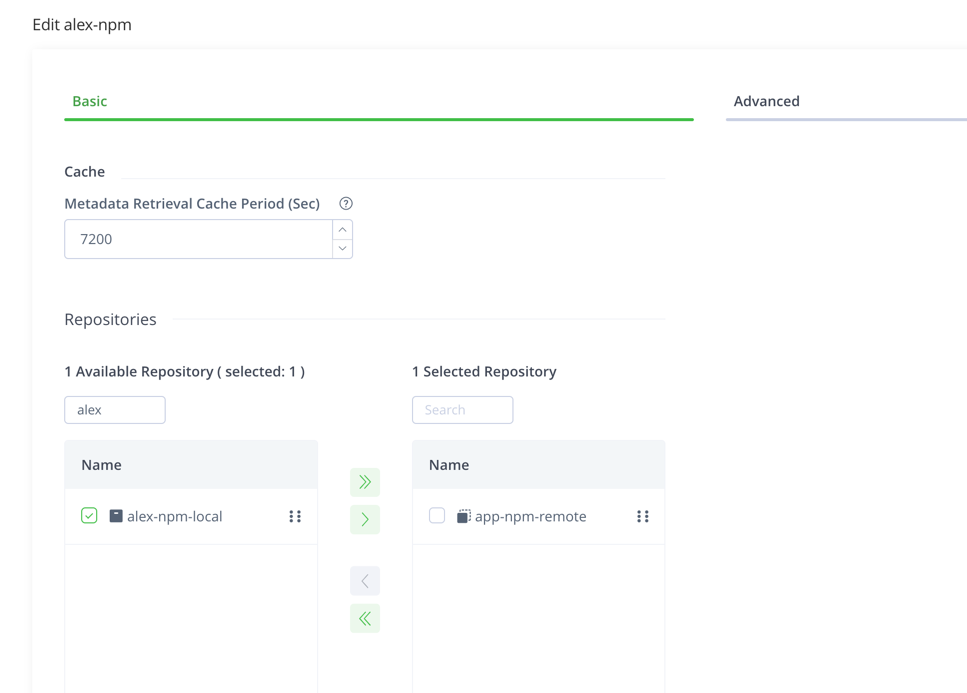 Edit alex-npm
Basic
Advanced
Cache
Metadata Retrieval Cache Period (Sec) ?
7200
Repositories
1 Available Repository ( selected: 1 )
1 Selected Repository
alex
Search
Name
Name
alex-npm-local
app-npm-remote